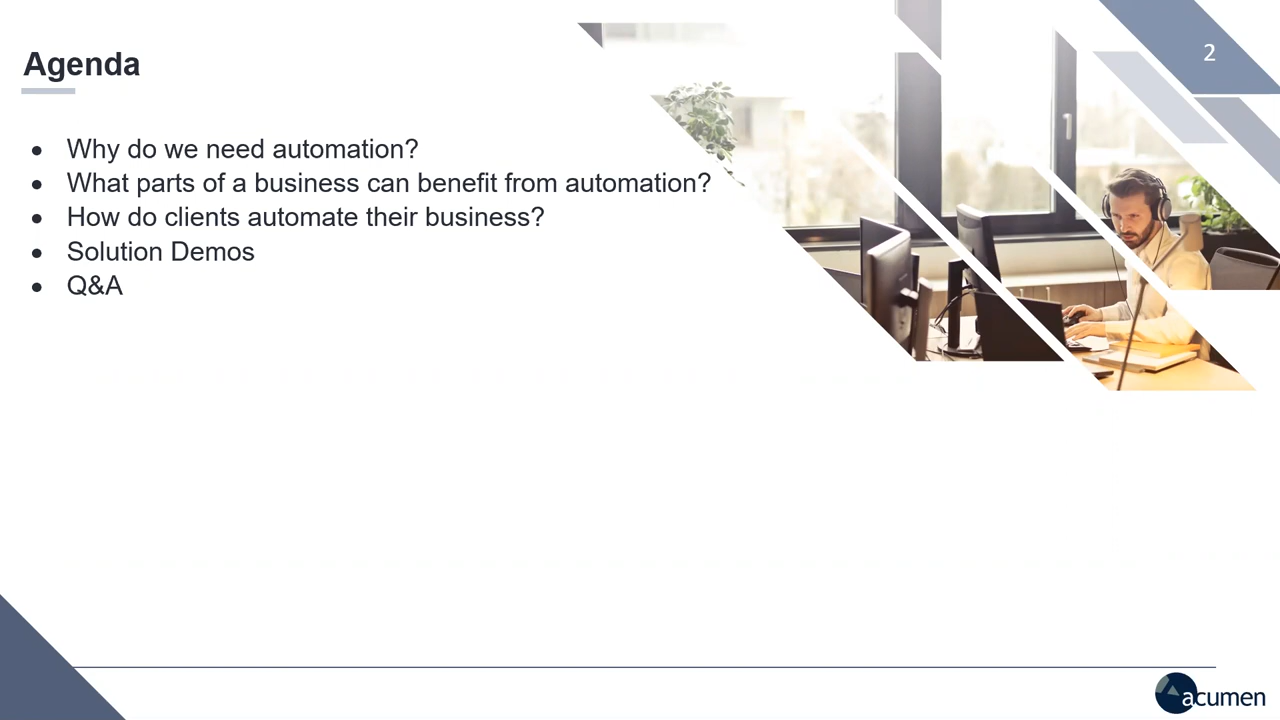 Agenda
2
● Why do we need automation?
● What parts of a business can benefit from automation?
● How do clients automate their business?
● Solution Demos
● Q&A
acumen